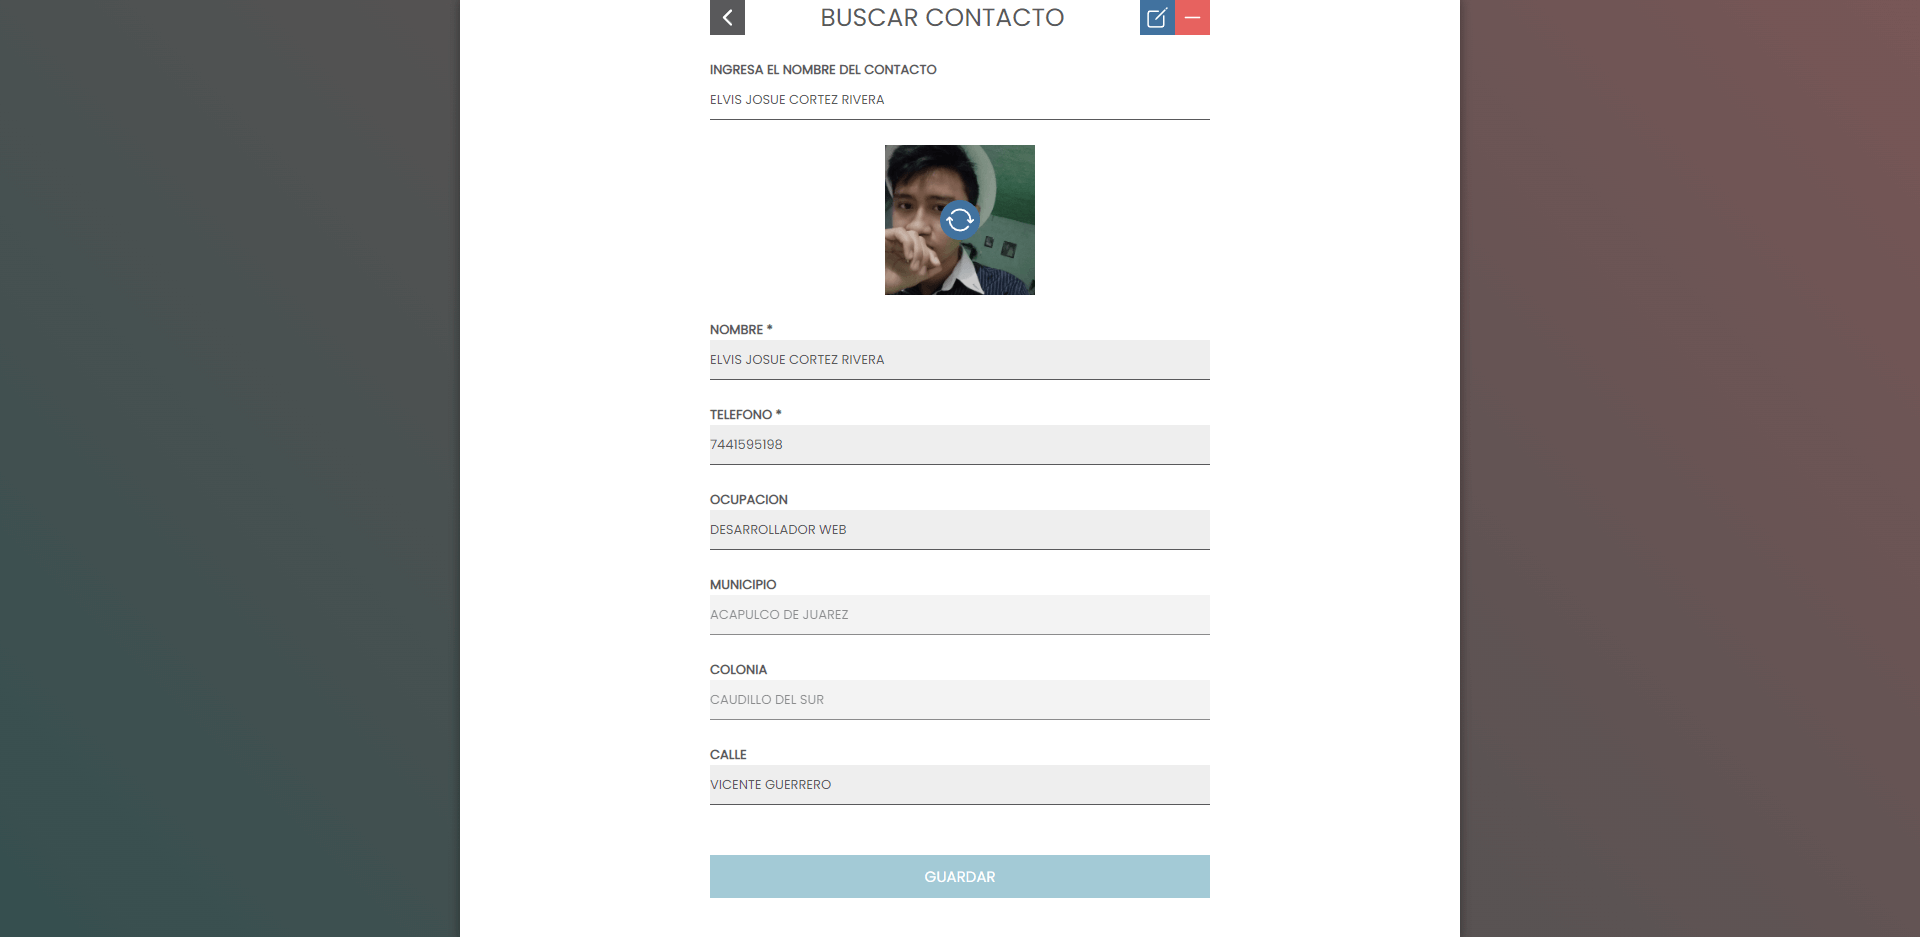 BUSCAR CONTACTO
INGRESA EL NOMBRE DEL CONTACTO
ELVIS JOSUE CORTEZ RIVERA
NOMBRE *
ELVIS JOSUE CORTEZ RIVERA
TELEFONO *
7441595198
OCUPACION
DESARROLLADOR WEB
MUNICIPIO
ACAPULCO DE JUAREZ
COLONIA
CAUDILLO DEL SUR
CALLE
VICENTE GUERRERO
GUARDAR